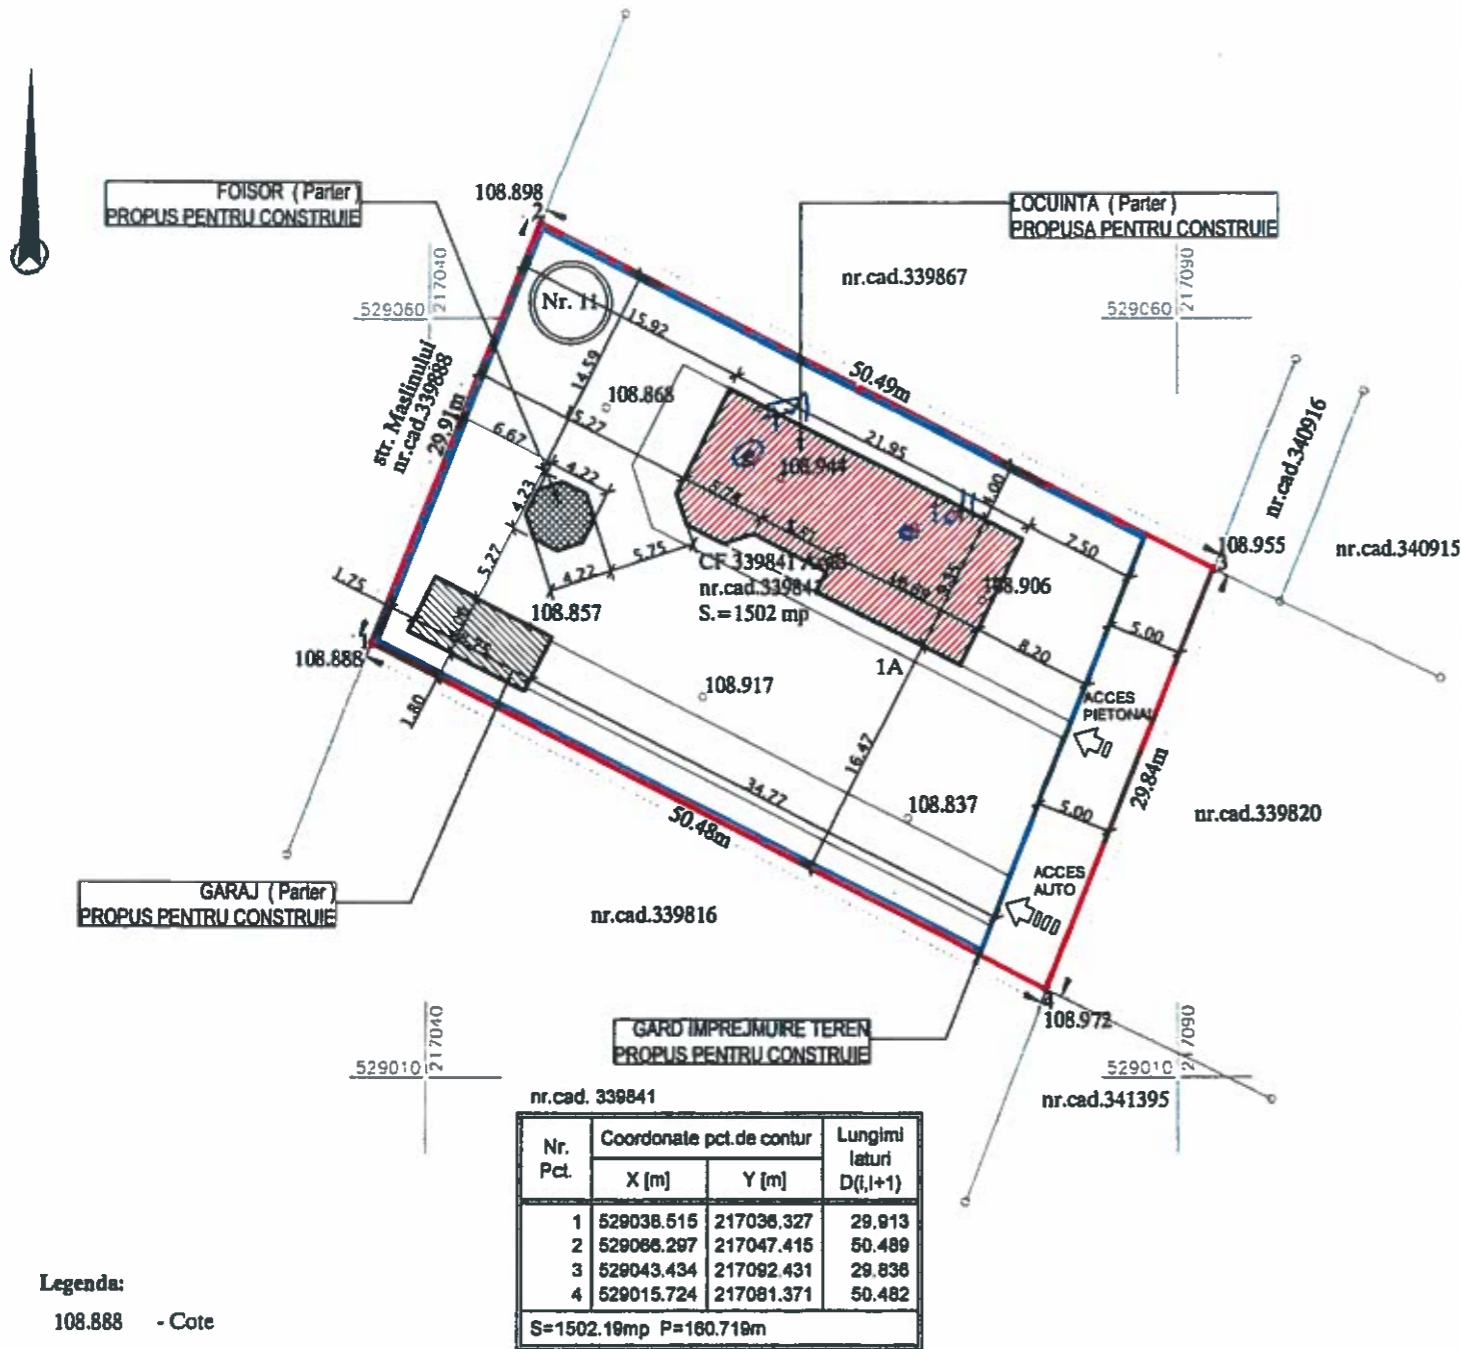 FOISOR ( Parter )
PROPUS PENTRU CONSTRUIE
108.898
2
LOCUINTA ( Parter )
PROPUSA PENTRU CONSTRUIE
nr.cad.339867
529060
217040
529060
217090
Nr. 11
15.92
14.59
50.49m
str. Maslinului
nr.cad.339888
29.91m
108.868
15.27
21.95
6.67
4.22
4.23
108.944
5.74
4.00
7.50
nr.cad.340916
108.955
3
nr.cad.340915
5.27
5.75
4.22
CF 339841
nr.cad.33984
S.=1502 mp
108.906
108.857
1.75
1
108.888
5.00
8.20
1A
108.917
ACCES
PIETONAL
1.80
16.47
29.84m
34.77
108.837
5.00
nr.cad.339820
50.48m
GARAJ ( Parter )
PROPUS PENTRU CONSTRUIE
ACCES
AUTO
nr.cad.339816
4
108.972
GARD IMPREJMUIRE TEREN
PROPUS PENTRU CONSTRUIE
529010
217040
529010
217090
nr.cad.341395
nr.cad. 339841
Nr. Pct. Coordonate pct.de contur Lungimi laturi D(i,i+1)
X [m] Y [m]
1 529038.515 217036.327 29.913
2 529066.297 217047.415 50.489
3 529043.434 217092.431 29.836
4 529015.724 217081.371 50.482
S=1502.19mp P=160.719m
Legenda:
108.888 - Cote